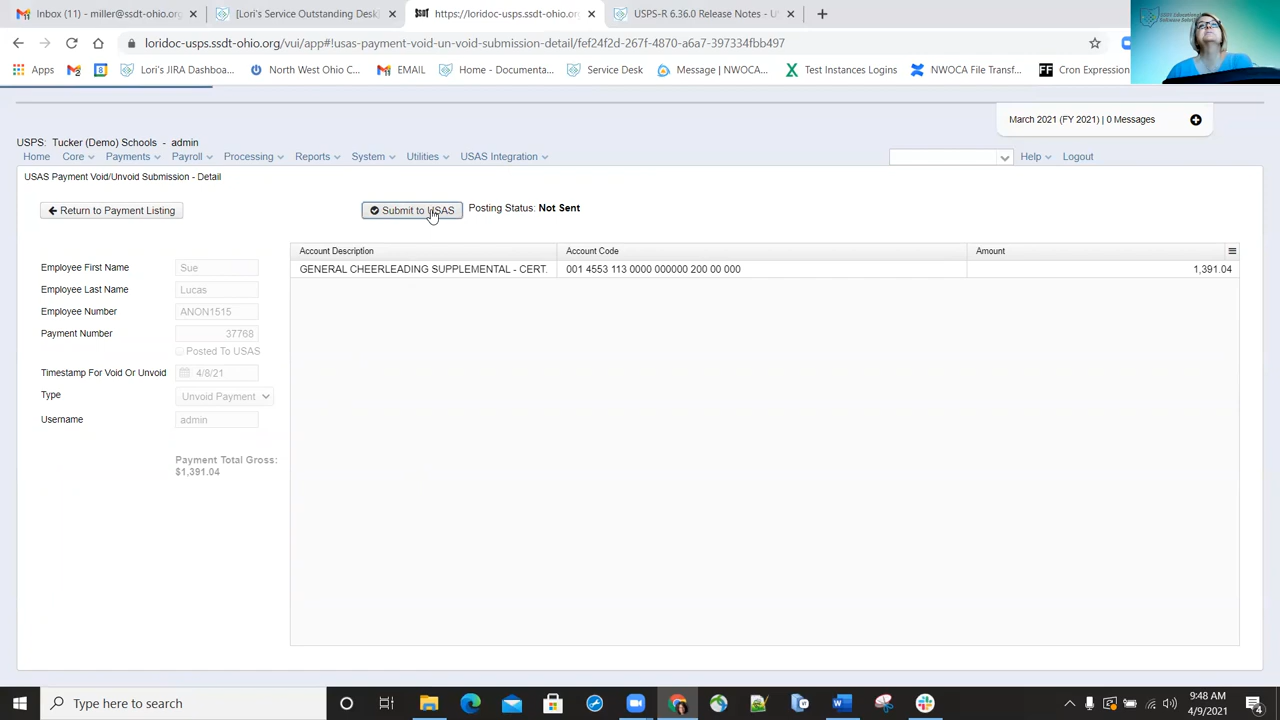 Inbox (11) - miller@ssdt-ohio.org
[Lori's Service Outstanding Desk]
https://loridoc-usps.ssdt-ohio.org
USPS-R 6.36.0 Release Notes - U
loridoc-usps.ssdt-ohio.org/vui/app#!usas-payment-void-un-void-submission-detail/fef24f2d-267f-4870-a6a7-397334fbb497
Apps
Lori's JIRA Dashboa...
North West Ohio C...
EMAIL
Home - Documenta...
Service Desk
Message | NWOCA...
Test Instances Logins
NWOCA File Transf...
Cron Expression
March 2021 (FY 2021) | 0 Messages
USPS: Tucker (Demo) Schools - admin
Home Core Payments Payroll Processing Reports System Utilities USAS Integration Help Logout
USAS Payment Void/Unvoid Submission - Detail
Return to Payment Listing
Submit to USAS Posting Status: Not Sent
Account Description Account Code Amount
GENERAL CHEERLEADING SUPPLEMENTAL - CERT. 001 4553 113 0000 000000 200 00 000 1,391.04
Employee First Name Sue
Employee Last Name Lucas
Employee Number ANON1515
Payment Number 37768
Posted To USAS
Timestamp For Void Or Unvoid 4/8/21
Type Unvoid Payment
Username admin
Payment Total Gross:
$1,391.04
Type here to search
9:48 AM
4/9/2021
4